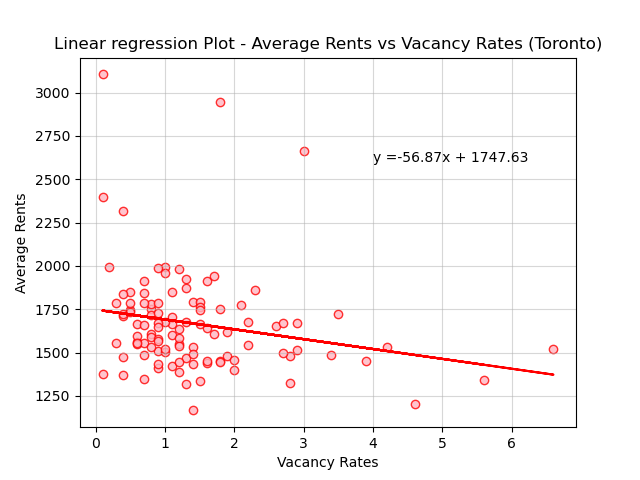 Linear regression Plot - Average Rents vs Vacancy Rates (Toronto)
3000
2750
2500
2250
2000
1750
1500
1250
Average Rents
y =-56.87x + 1747.63
0 1 2 3 4 5 6
Vacancy Rates